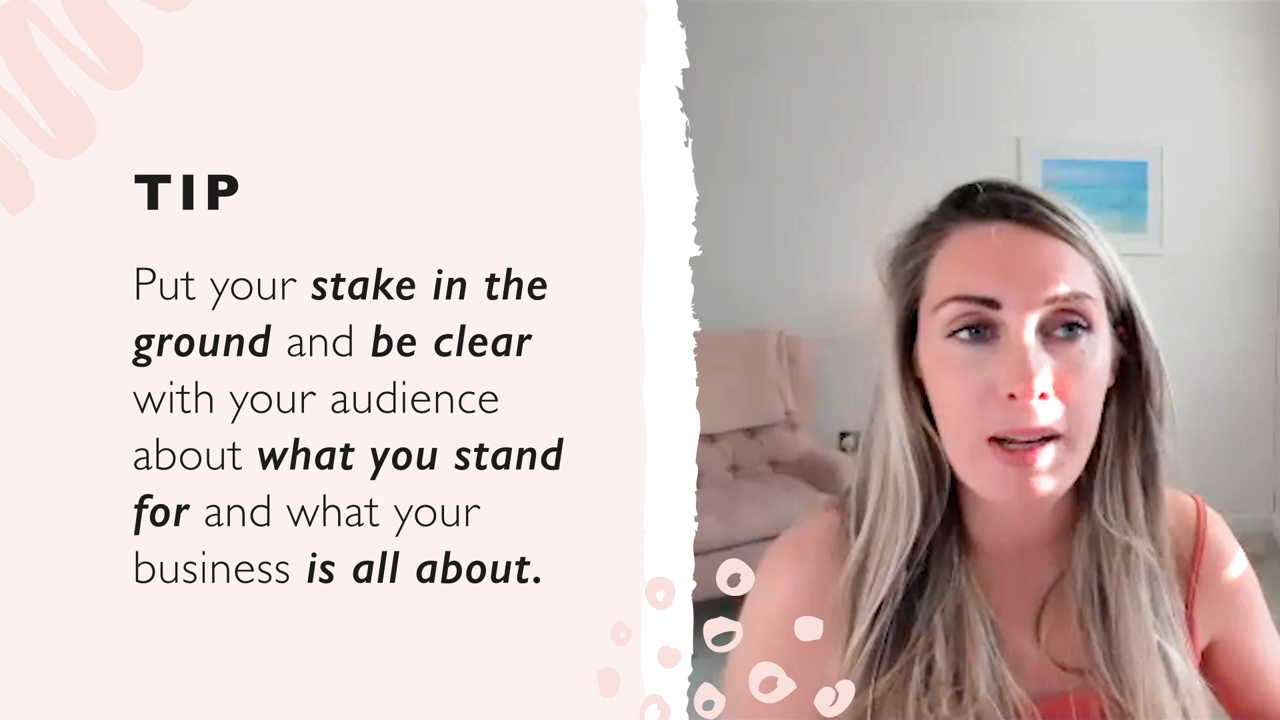 TIP
Put your stake in the
ground and be clear
with your audience
about what you stand
for and what your
business is all about.